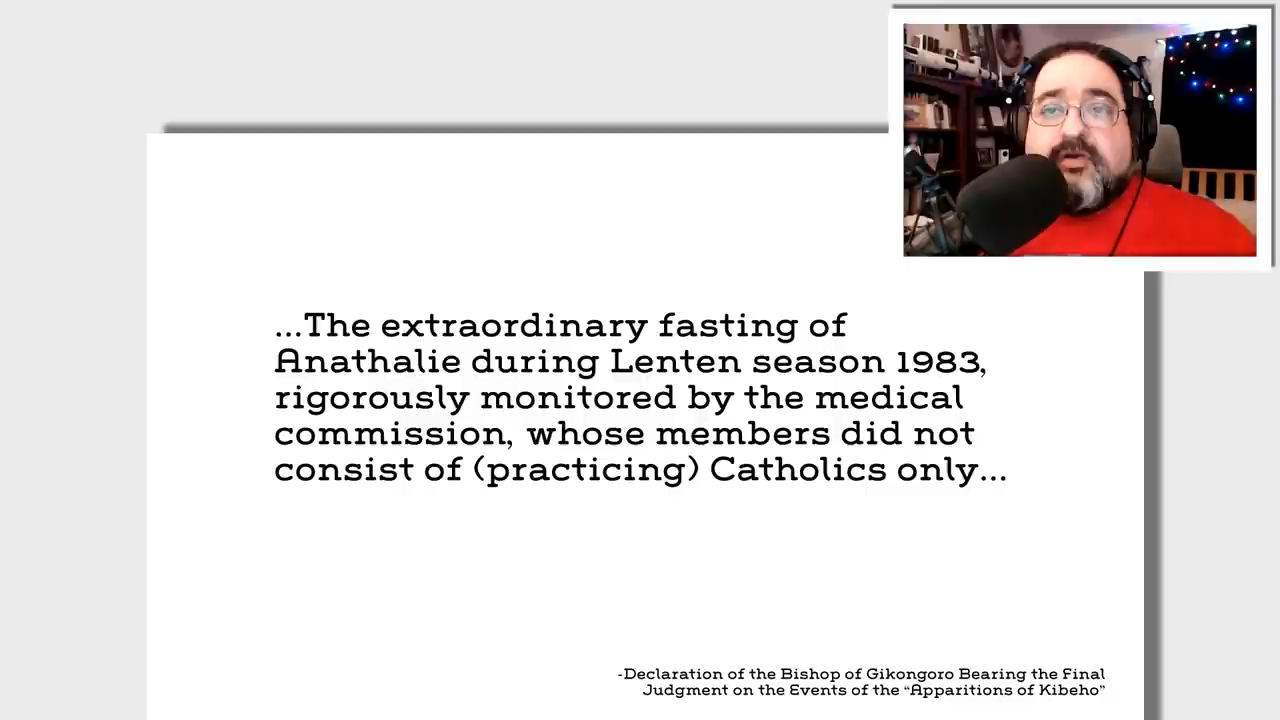 ...The extraordinary fasting of
Anathalie during Lenten season 1983,
rigorously monitored by the medical
commission, whose members did not
consist of (practicing) Catholics only...
-Declaration of the Bishop of Gikongoro Bearing the Final
Judgment on the Events of the “Apparitions of Kibeho”